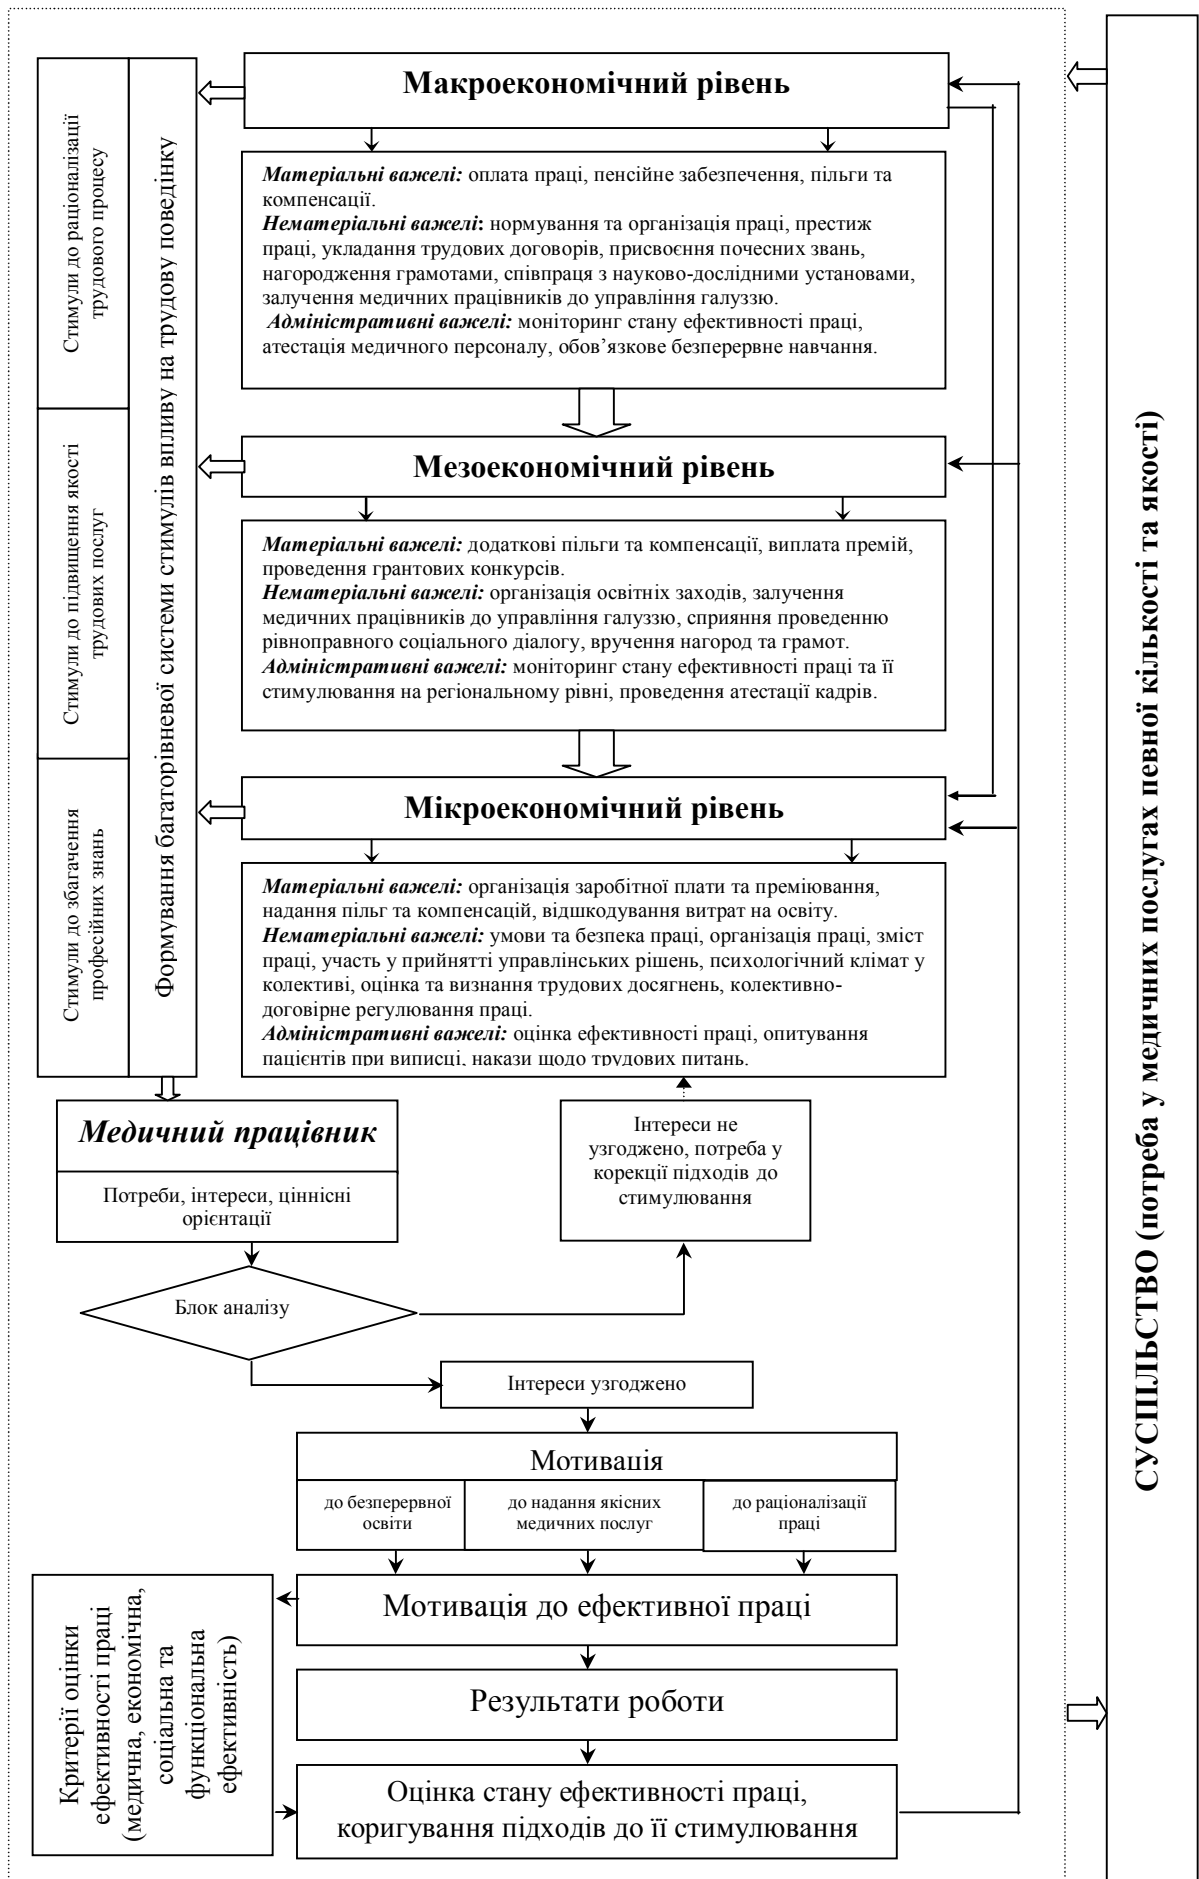 Макроекономічний рівень
Матеріальні важелі: оплата праці, пенсійне забезпечення, пільги та
компенсації.
Нематеріальні важелі: нормування та організація праці, престиж
праці, укладання трудових договорів, присвоєння почесних звань,
нагородження грамотами, співпраця з науково-дослідними установами,
залучення медичних працівників до управління галуззю.
Адміністративні важелі: моніторинг стану ефективності праці,
атестація медичного персоналу, обов’язкове безперервне навчання.
Мезоекономічний рівень
Матеріальні важелі: додаткові пільги та компенсації, виплата премій,
проведення грантових конкурсів.
Нематеріальні важелі: організація освітніх заходів, залучення
медичних працівників до управління галуззю, сприяння проведенню
рівноправного соціального діалогу, вручення нагород та грамот.
Адміністративні важелі: моніторинг стану ефективності праці та її
стимулювання на регіональному рівні, проведення атестації кадрів.
Мікроекономічний рівень
Матеріальні важелі: організація заробітної плати та преміювання,
надання пільг та компенсацій, відшкодування витрат на освіту.
Нематеріальні важелі: умови та безпека праці, організація праці, зміст
праці, участь у прийнятті управлінських рішень, психологічний клімат у
колективі, оцінка та визнання трудових досягнень, колективно-
договірне регулювання праці.
Адміністративні важелі: оцінка ефективності праці, опитування
пацієнтів при виписці, накази щодо трудових питань.
Стимули до раціоналізації
трудового процесу
Стимули до підвищення якості
трудових послуг
Стимули до збагачення
професійних знань
Формування багаторівневої системи стимулів впливу на трудову поведінку
Медичний працівник
Потреби, інтереси, ціннісні
орієнтації
Блок аналізу
Інтереси не
узгоджено, потреба у
корекції підходів до
стимулювання
Інтереси узгоджено
Мотивація
до безперервної
освіти
до надання якісних
медичних послуг
до раціоналізації
праці
Мотивація до ефективної праці
Результати роботи
Оцінка стану ефективності праці,
коригування підходів до її стимулювання
Критерії оцінки
ефективності праці
(медична, економічна,
соціальна та
функціональна
ефективність)
СУСПІЛЬСТВО (потреба у медичних послугах певної кількості та якості)